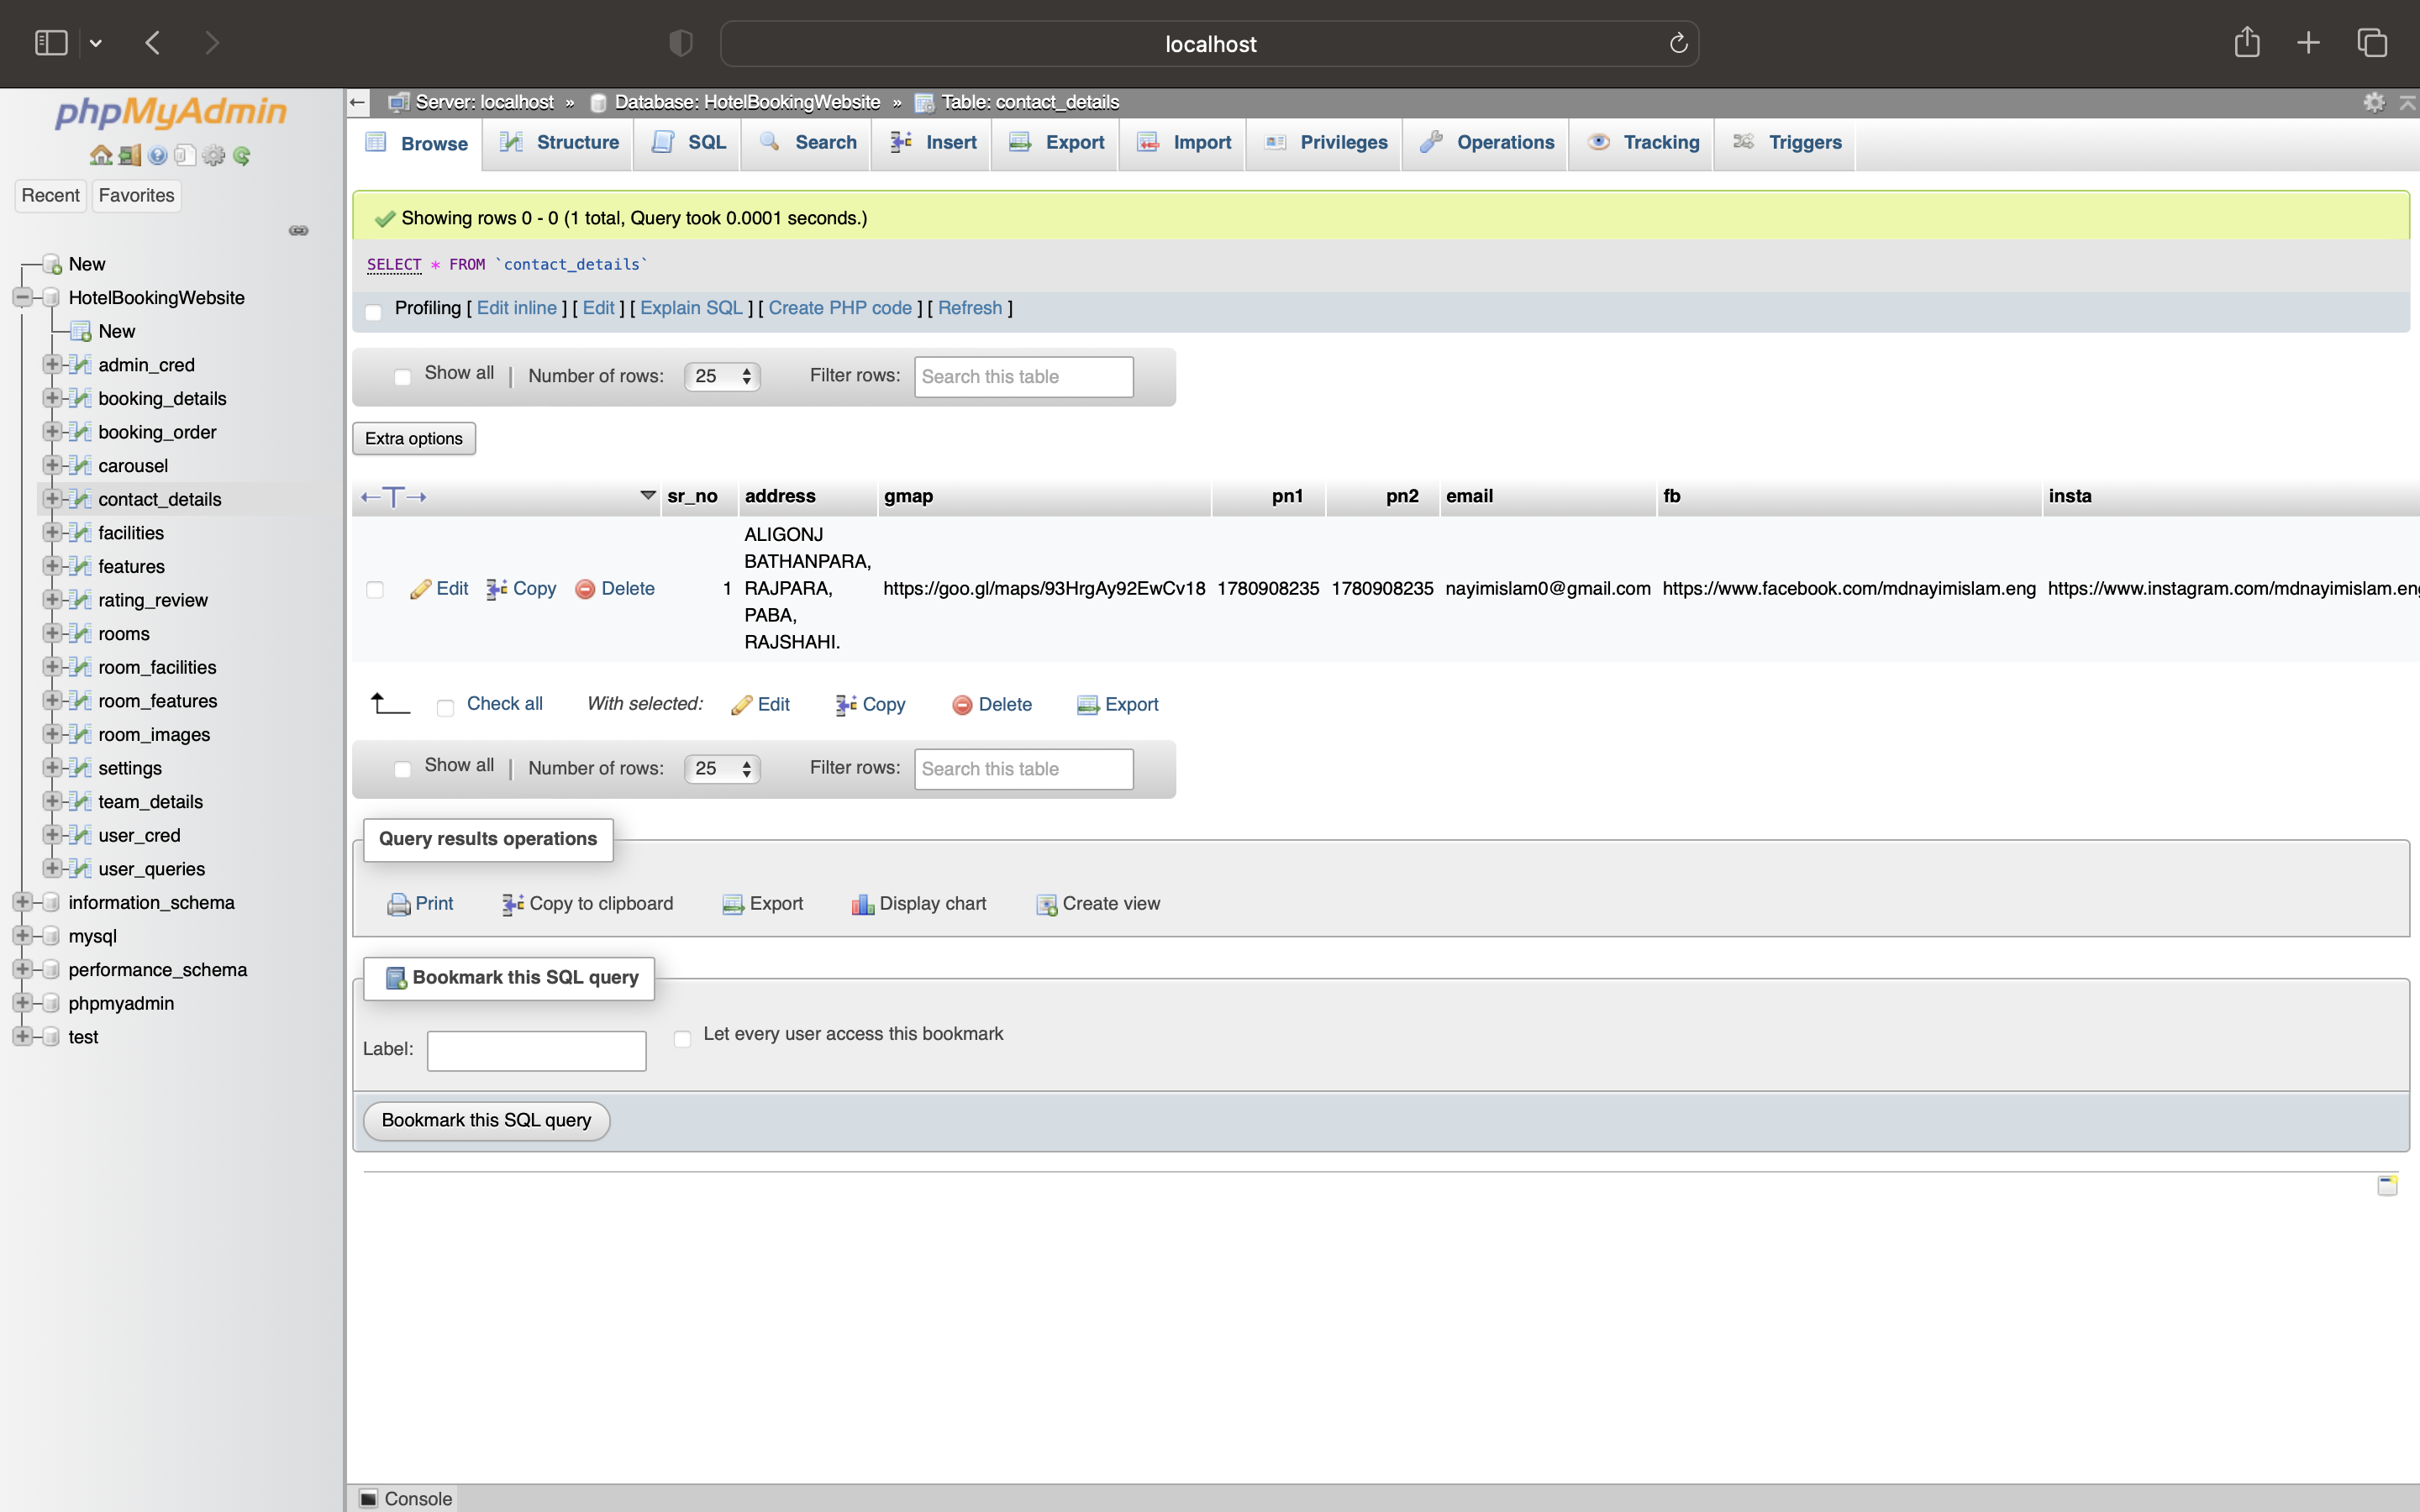 localhost
phpMyAdmin
Recent Favorites
New
HotelBookingWebsite
New
admin_cred
booking_details
booking_order
carousel
contact_details
facilities
features
rating_review
rooms
room_facilities
room_features
room_images
settings
team_details
user_cred
user_queries
information_schema
mysql
performance_schema
phpmyadmin
test
Server: localhost » Database: HotelBookingWebsite » Table: contact_details
Browse Structure SQL Search Insert Export Import Privileges Operations Tracking Triggers
Showing rows 0 - 0 (1 total, Query took 0.0001 seconds.)
SELECT * FROM `contact_details`
Profiling [ Edit inline ] [ Edit ] [ Explain SQL ] [ Create PHP code ] [ Refresh ]
Show all | Number of rows: 25 Filter rows: Search this table
Extra options
←T→ sr_no address gmap pn1 pn2 email fb insta
Edit Copy Delete 1 ALIGONJ
BATHANPARA,
RAJPARA,
PABA,
RAJSHAHI.
https://goo.gl/maps/93HrgAy92EwCv18 1780908235 1780908235 nayimislam0@gmail.com https://www.facebook.com/mdnayimislam.eng https://www.instagram.com/mdnayimislam.eng
Check all With selected: Edit Copy Delete Export
Show all | Number of rows: 25 Filter rows: Search this table
Query results operations
Print Copy to clipboard Export Display chart Create view
Bookmark this SQL query
Label: Let every user access this bookmark
Bookmark this SQL query
Console